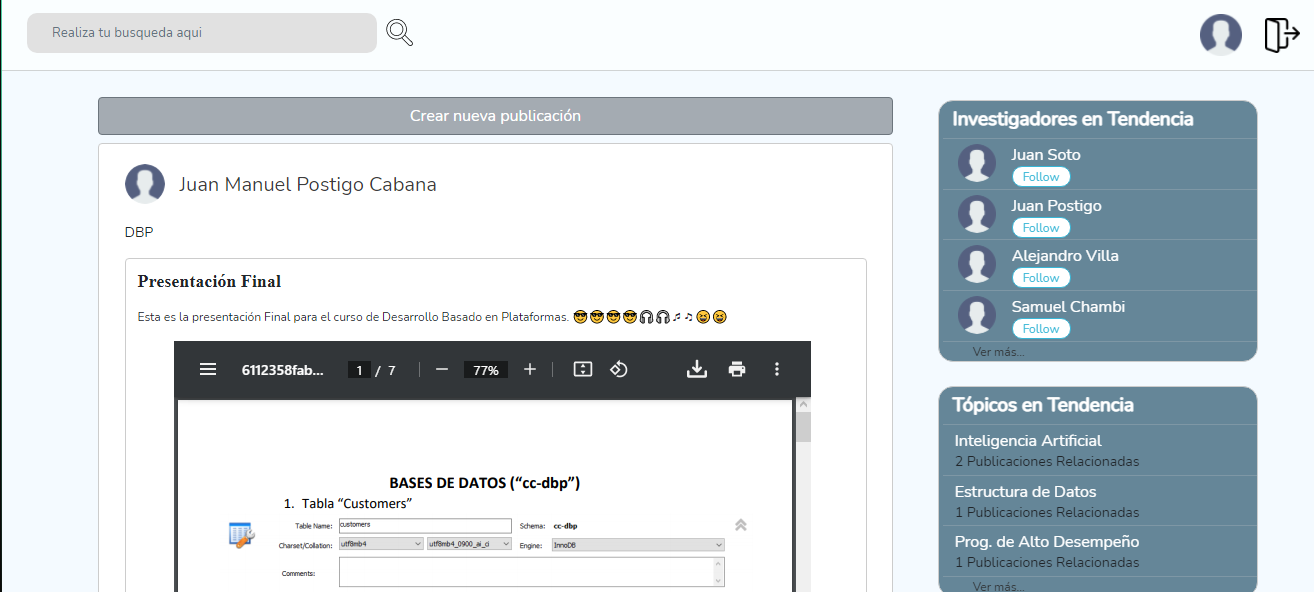 Realiza tu busqueda aqui
Crear nueva publicación
Juan Manuel Postigo Cabana
DBP
Presentación Final
Esta es la presentación Final para el curso de Desarrollo Basado en Plataformas. 😎😎😎😎🎧🎧🎵🎵😆😆
6112358fab... 1 / 7 77%
BASES DE DATOS (“cc-dbp”)
1. Tabla “Customers”
Table Name: customers Schema: cc-dbp
Charset/Collation: utf8mb4 utf8mb4_0900_ai_ci Engine: InnoDB
Comments:
Investigadores en Tendencia
Juan Soto
Follow
Juan Postigo
Follow
Alejandro Villa
Follow
Samuel Chambi
Follow
Ver más...
Tópicos en Tendencia
Inteligencia Artificial
2 Publicaciones Relacionadas
Estructura de Datos
1 Publicaciones Relacionadas
Prog. de Alto Desempeño
1 Publicaciones Relacionadas
Ver más...